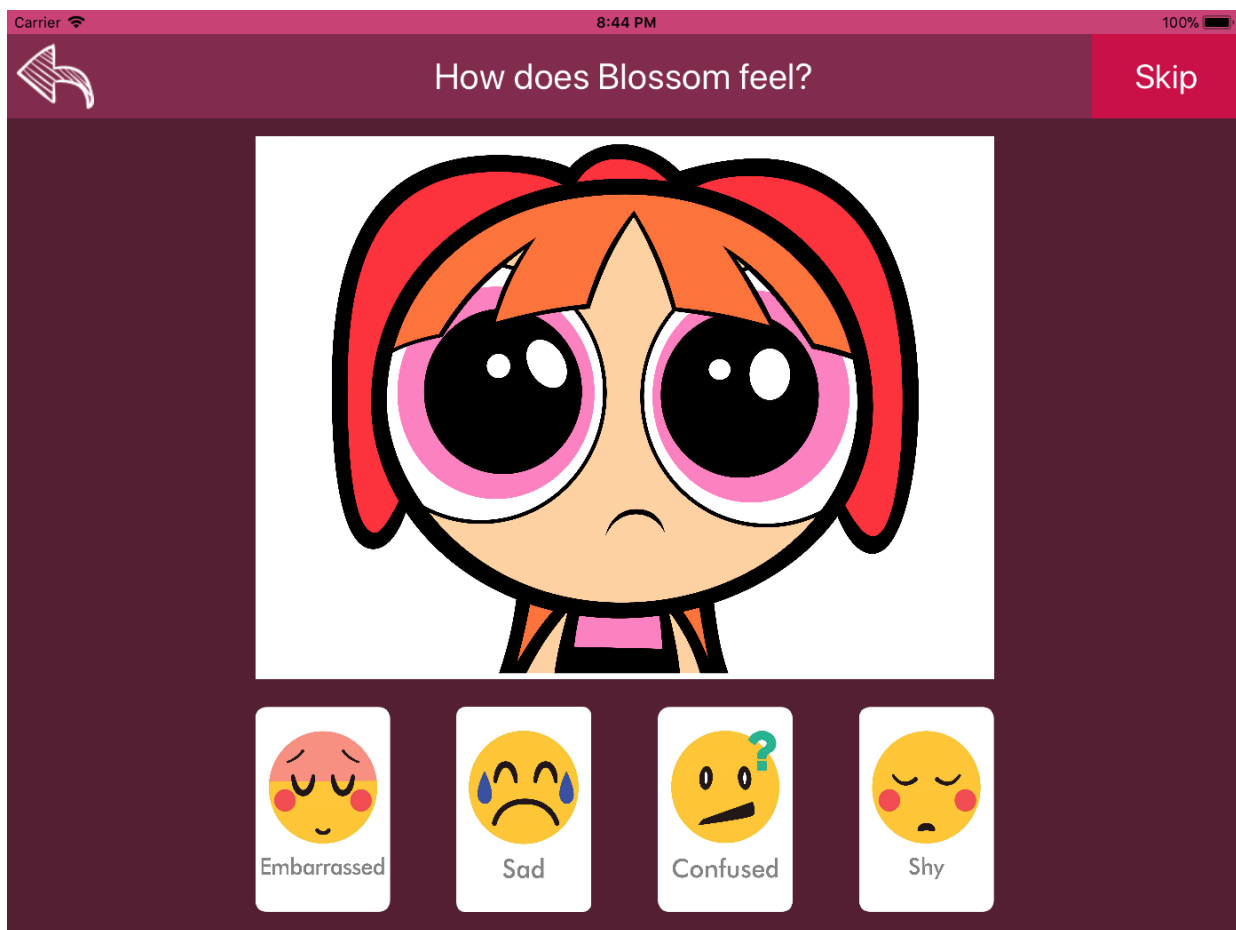 Carrier 8:44 PM 100%
How does Blossom feel? Skip
?
Embarrassed Sad Confused Shy